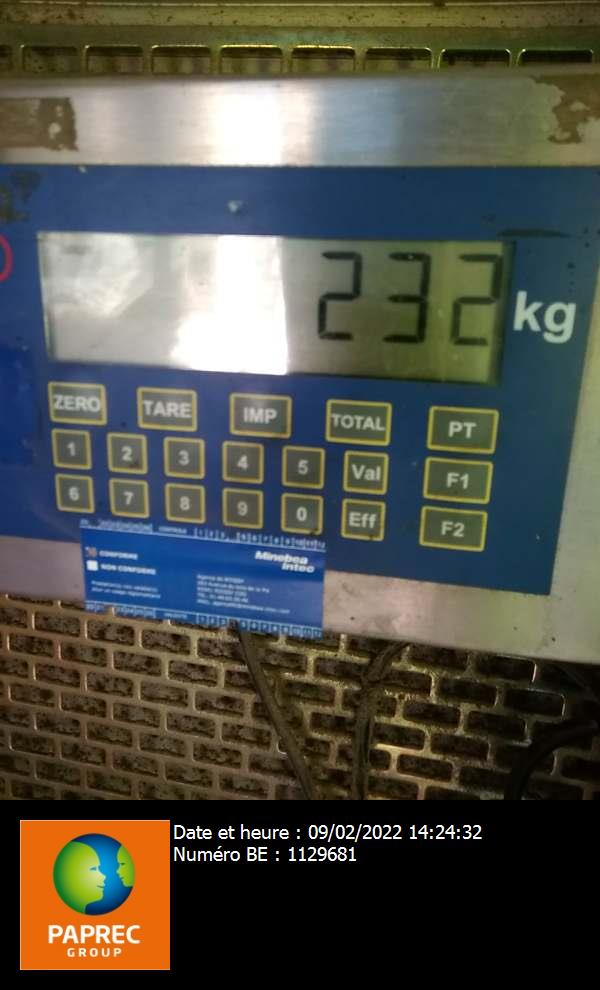 232 kg
ZERO TARE IMP TOTAL PT
1 2 3 4 5 Val F1
6 7 8 9 0 Eff F2
CONTROLE
CONFORME
NON CONFORME
Minebea
Intec
Date et heure : 09/02/2022 14:24:32
Numéro BE : 1129681
PAPREC
GROUP